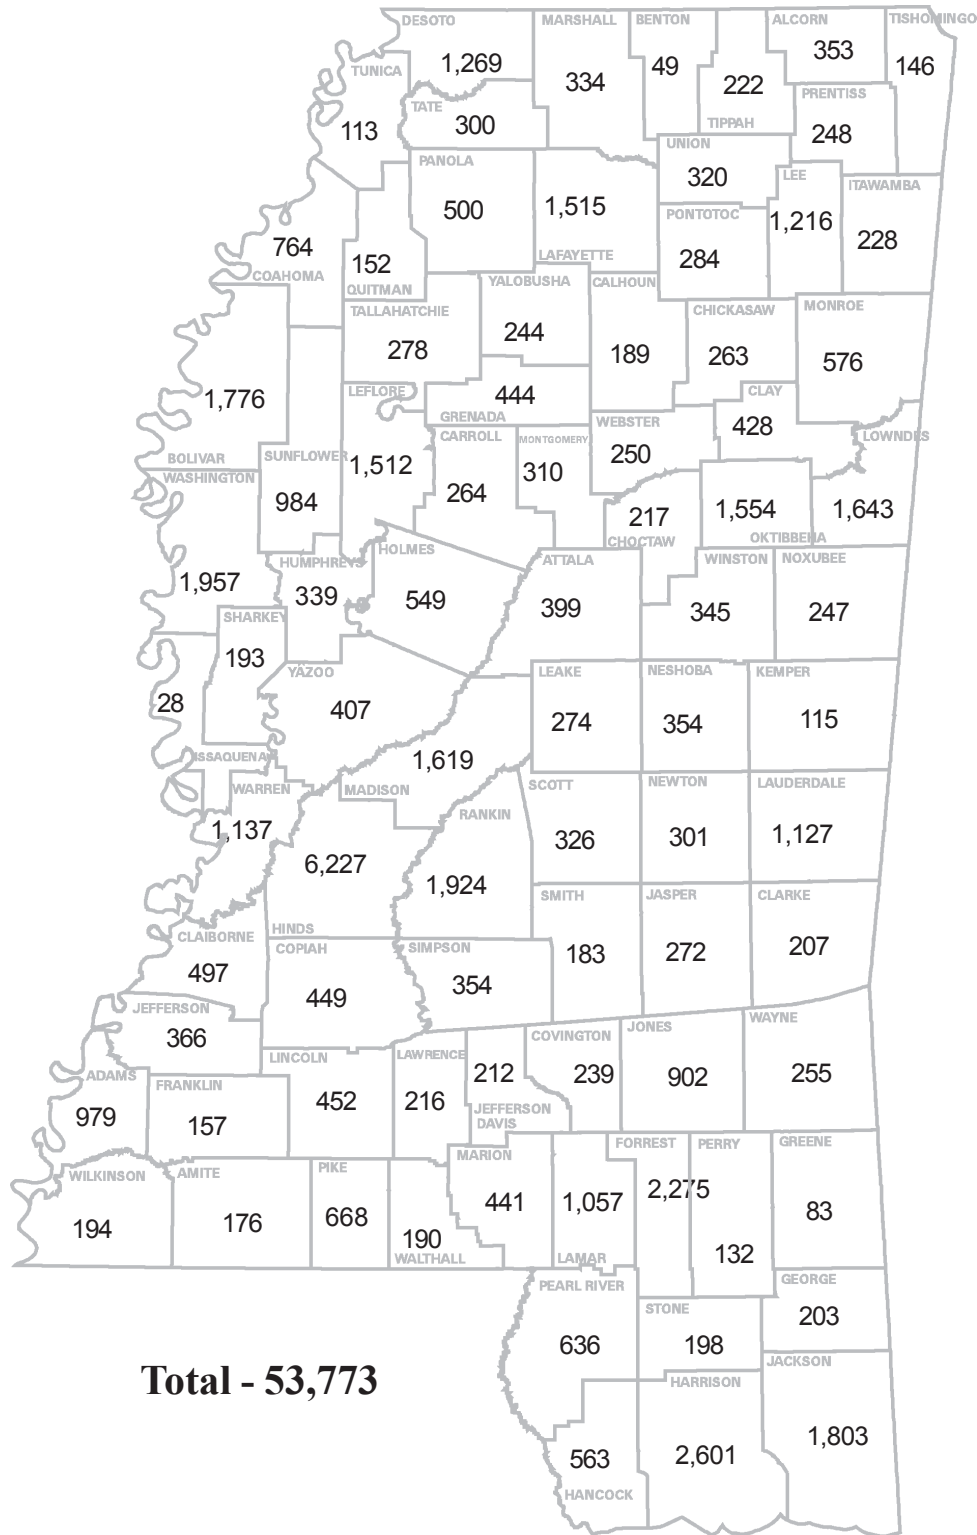 DESOTO
1,269
MARSHALL
334
BENTON
49
222
TIPPAH
ALCORN
353
TISHOMINGO
146
TUNICA
113
TATE
300
PRENTISS
248
UNION
320
PANOLA
500
1,515
LAFAYETTE
LEE
1,216
ITAWAMBA
228
PONTOTOC
284
764
COAHOMA
152
QUITMAN
TALLAHATCHIE
278
YALOBUSHA
244
CALHOUN
189
CHICKASAW
263
MONROE
576
1,776
BOLIVAR
LEFLORE
1,512
444
GRENADA
CLAY
428
WEBSTER
250
LOWNDES
1,643
SUNFLOWER
984
CARROLL
264
MONTGOMERY
310
WASHINGTON
1,957
217
CHOCTAW
1,554
OKTIBBEHA
HUMPHREYS
339
HOLMES
549
ATTALA
399
WINSTON
345
NOXUBEE
247
SHARKEY
193
28
ISSAQUENA
YAZOO
407
LEAKE
274
NESHOBA
354
KEMPER
115
1,619
MADISON
WARREN
1,137
RANKIN
1,924
SCOTT
326
NEWTON
301
LAUDERDALE
1,127
6,227
HINDS
SMITH
183
JASPER
272
CLARKE
207
CLAIBORNE
497
COPIAH
449
SIMPSON
354
JEFFERSON
366
LINCOLN
452
LAWRENCE
216
212
JEFFERSON
DAVIS
COVINGTON
239
JONES
902
WAYNE
255
ADAMS
979
FRANKLIN
157
WILKINSON
194
AMITE
176
PIKE
668
190
WALTHALL
MARION
441
1,057
LAMAR
FORREST
2,275
PERRY
132
GREENE
83
PEARL RIVER
636
STONE
198
GEORGE
203
Total - 53,773
HARRISON
2,601
JACKSON
1,803
563
HANCOCK